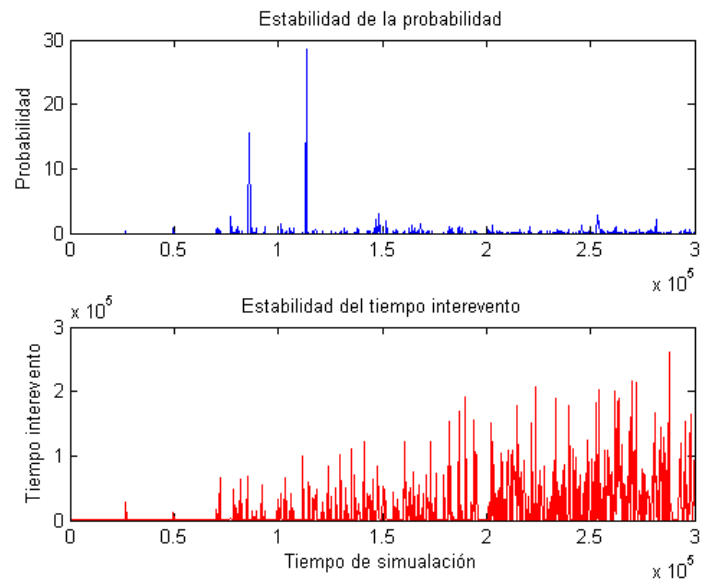 Estabilidad de la probabilidad
30
20
10
0
Probabilidad
0 0.5 1 1.5 2 2.5 3
x 10^5
Estabilidad del tiempo interevento
x 10^5
3
2
1
0
Tiempo interevento
0 0.5 1 1.5 2 2.5 3
Tiempo de simualación
x 10^5